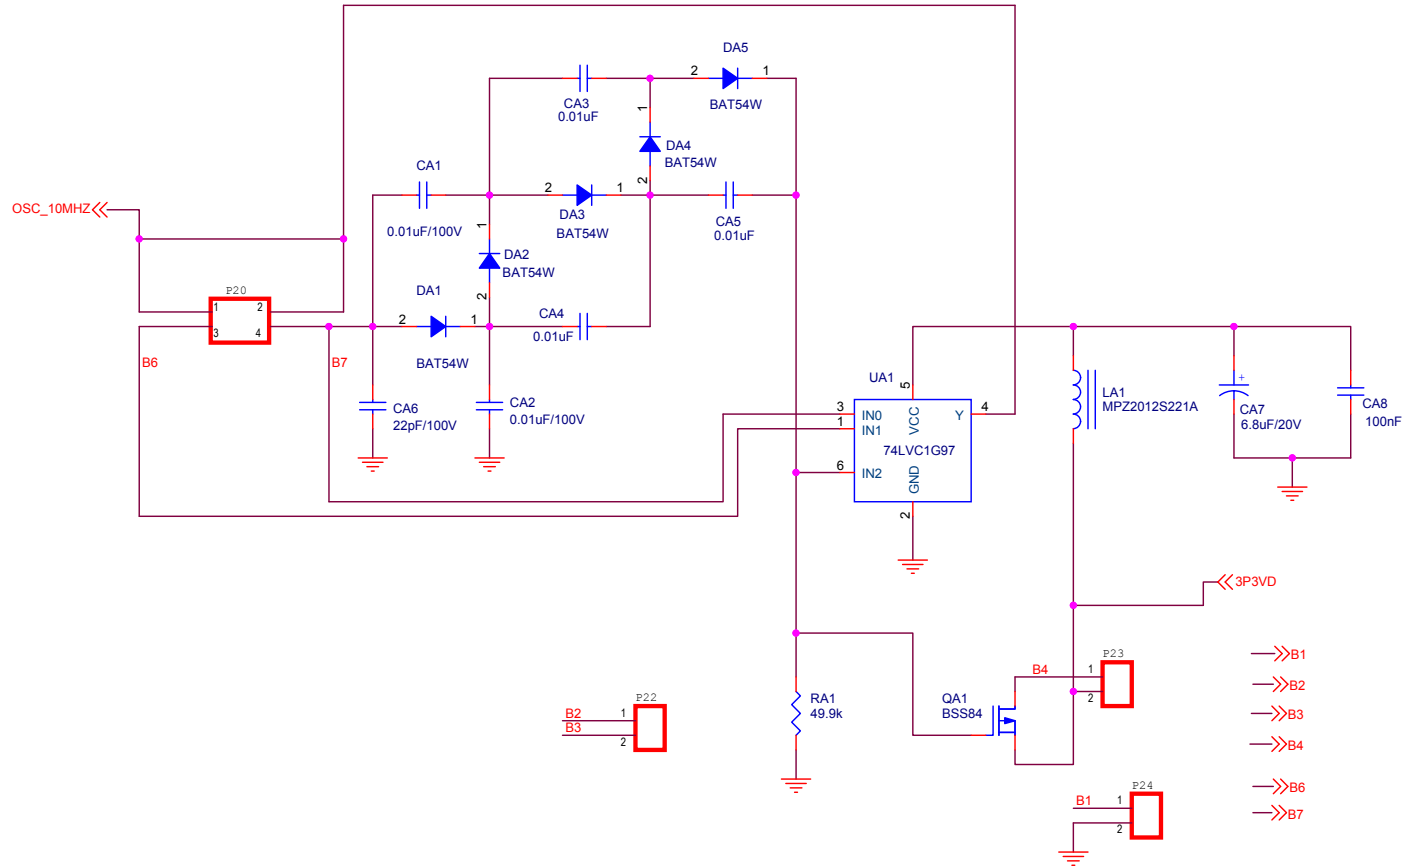 DA5
2
1
BAT54W
CA3
0.01uF
1
DA4
BAT54W
2
CA1
0.01uF/100V
2
1
DA3
BAT54W
CA5
0.01uF
OSC_10MHZ
1
DA2
BAT54W
2
P20
1
2
3
4
B6
B7
2
DA1
1
BAT54W
CA4
0.01uF
CA6
22pF/100V
CA2
0.01uF/100V
UA1
5
3
IN0
1
IN1
VCC
Y
4
74LVC1G97
6
IN2
GND
2
LA1
MPZ2012S221A
+
CA7
6.8uF/20V
CA8
100nF
3P3VD
B4
P23
1
2
B1
B2
B3
B4
B6
B7
P22
B2
1
B3
2
RA1
49.9k
QA1
BSS84
P24
B1
1
2